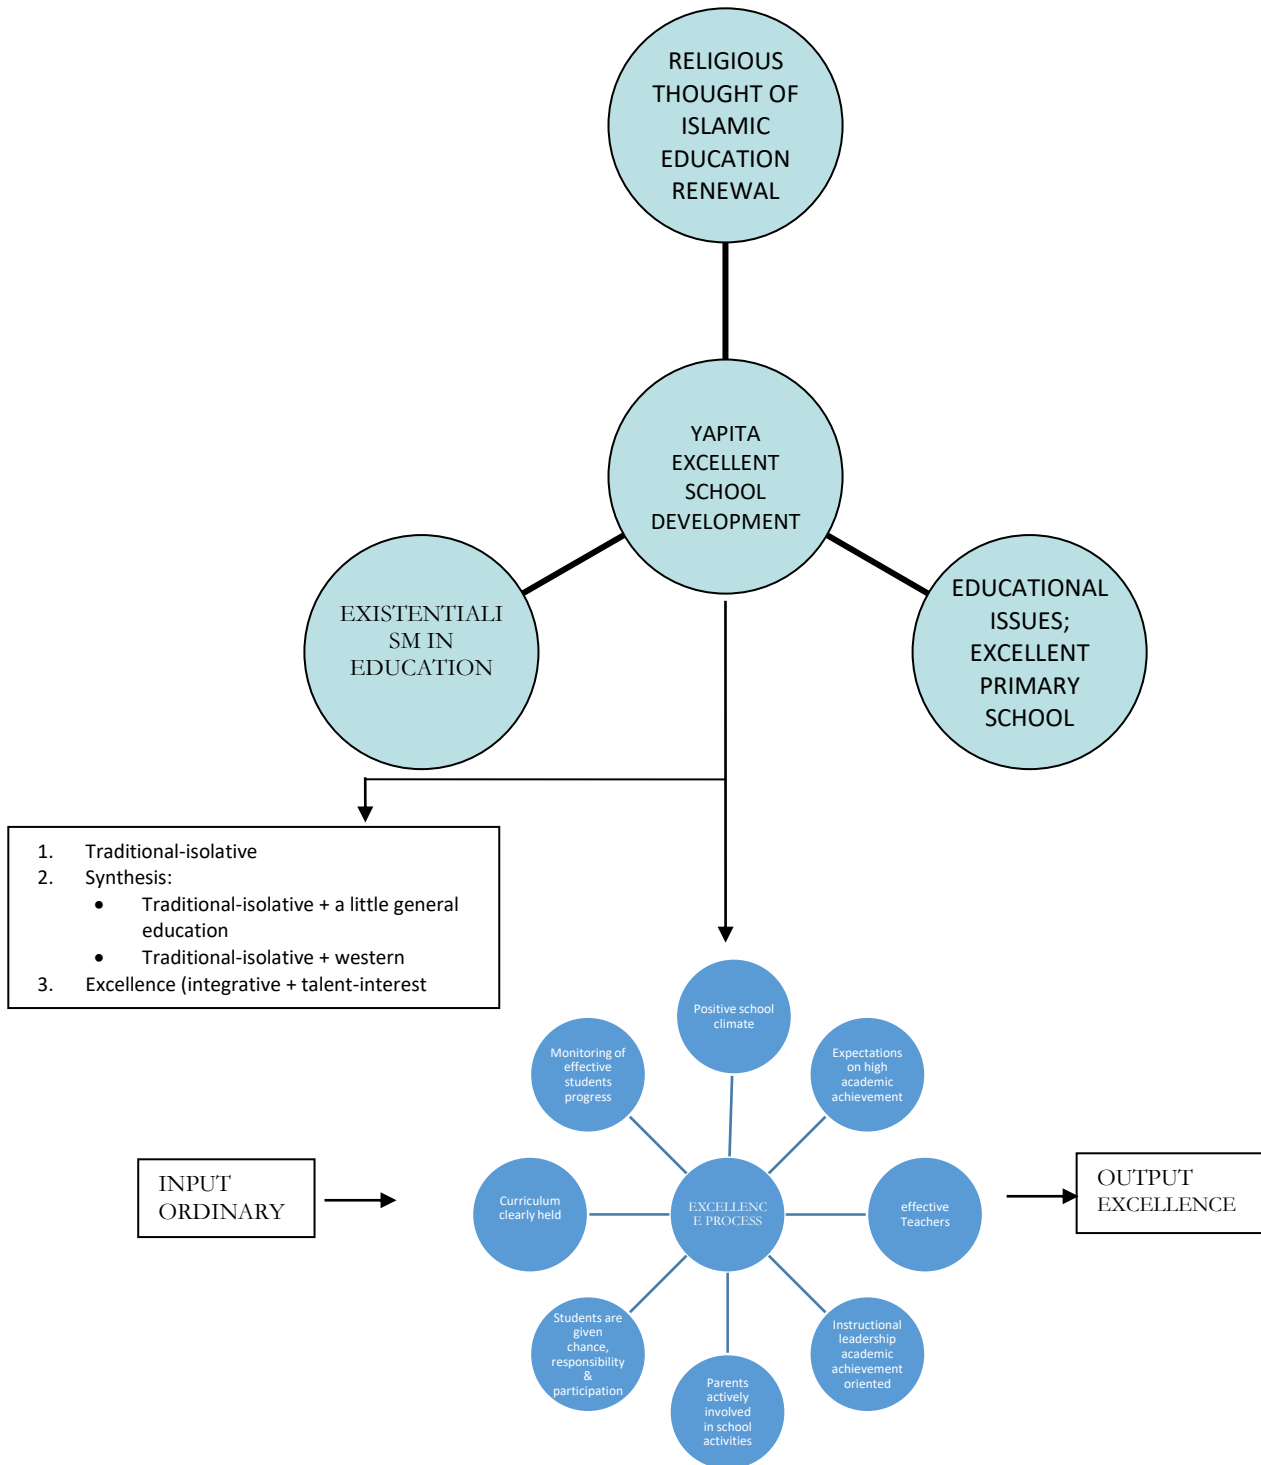 RELIGIOUS
THOUGHT OF
ISLAMIC
EDUCATION
RENEWAL
YAPITA
EXCELLENT
SCHOOL
DEVELOPMENT
EXISTENTIALI
SM IN
EDUCATION
EDUCATIONAL
ISSUES;
EXCELLENT
PRIMARY
SCHOOL
1. Traditional-isolative
2. Synthesis:
• Traditional-isolative + a little general
education
• Traditional-isolative + western
3. Excellence (integrative + talent-interest
Positive school
climate
Monitoring of
effective
students
progress
Expectations
on high
academic
achievement
INPUT
ORDINARY
Curriculum
clearly held
EXCELLENC
E PROCESS
effective
Teachers
OUTPUT
EXCELLENCE
Students are
given
chance,
responsibility
&
participation
Parents
actively
involved
in school
activities
Instructional
leadership
academic
achievement
oriented